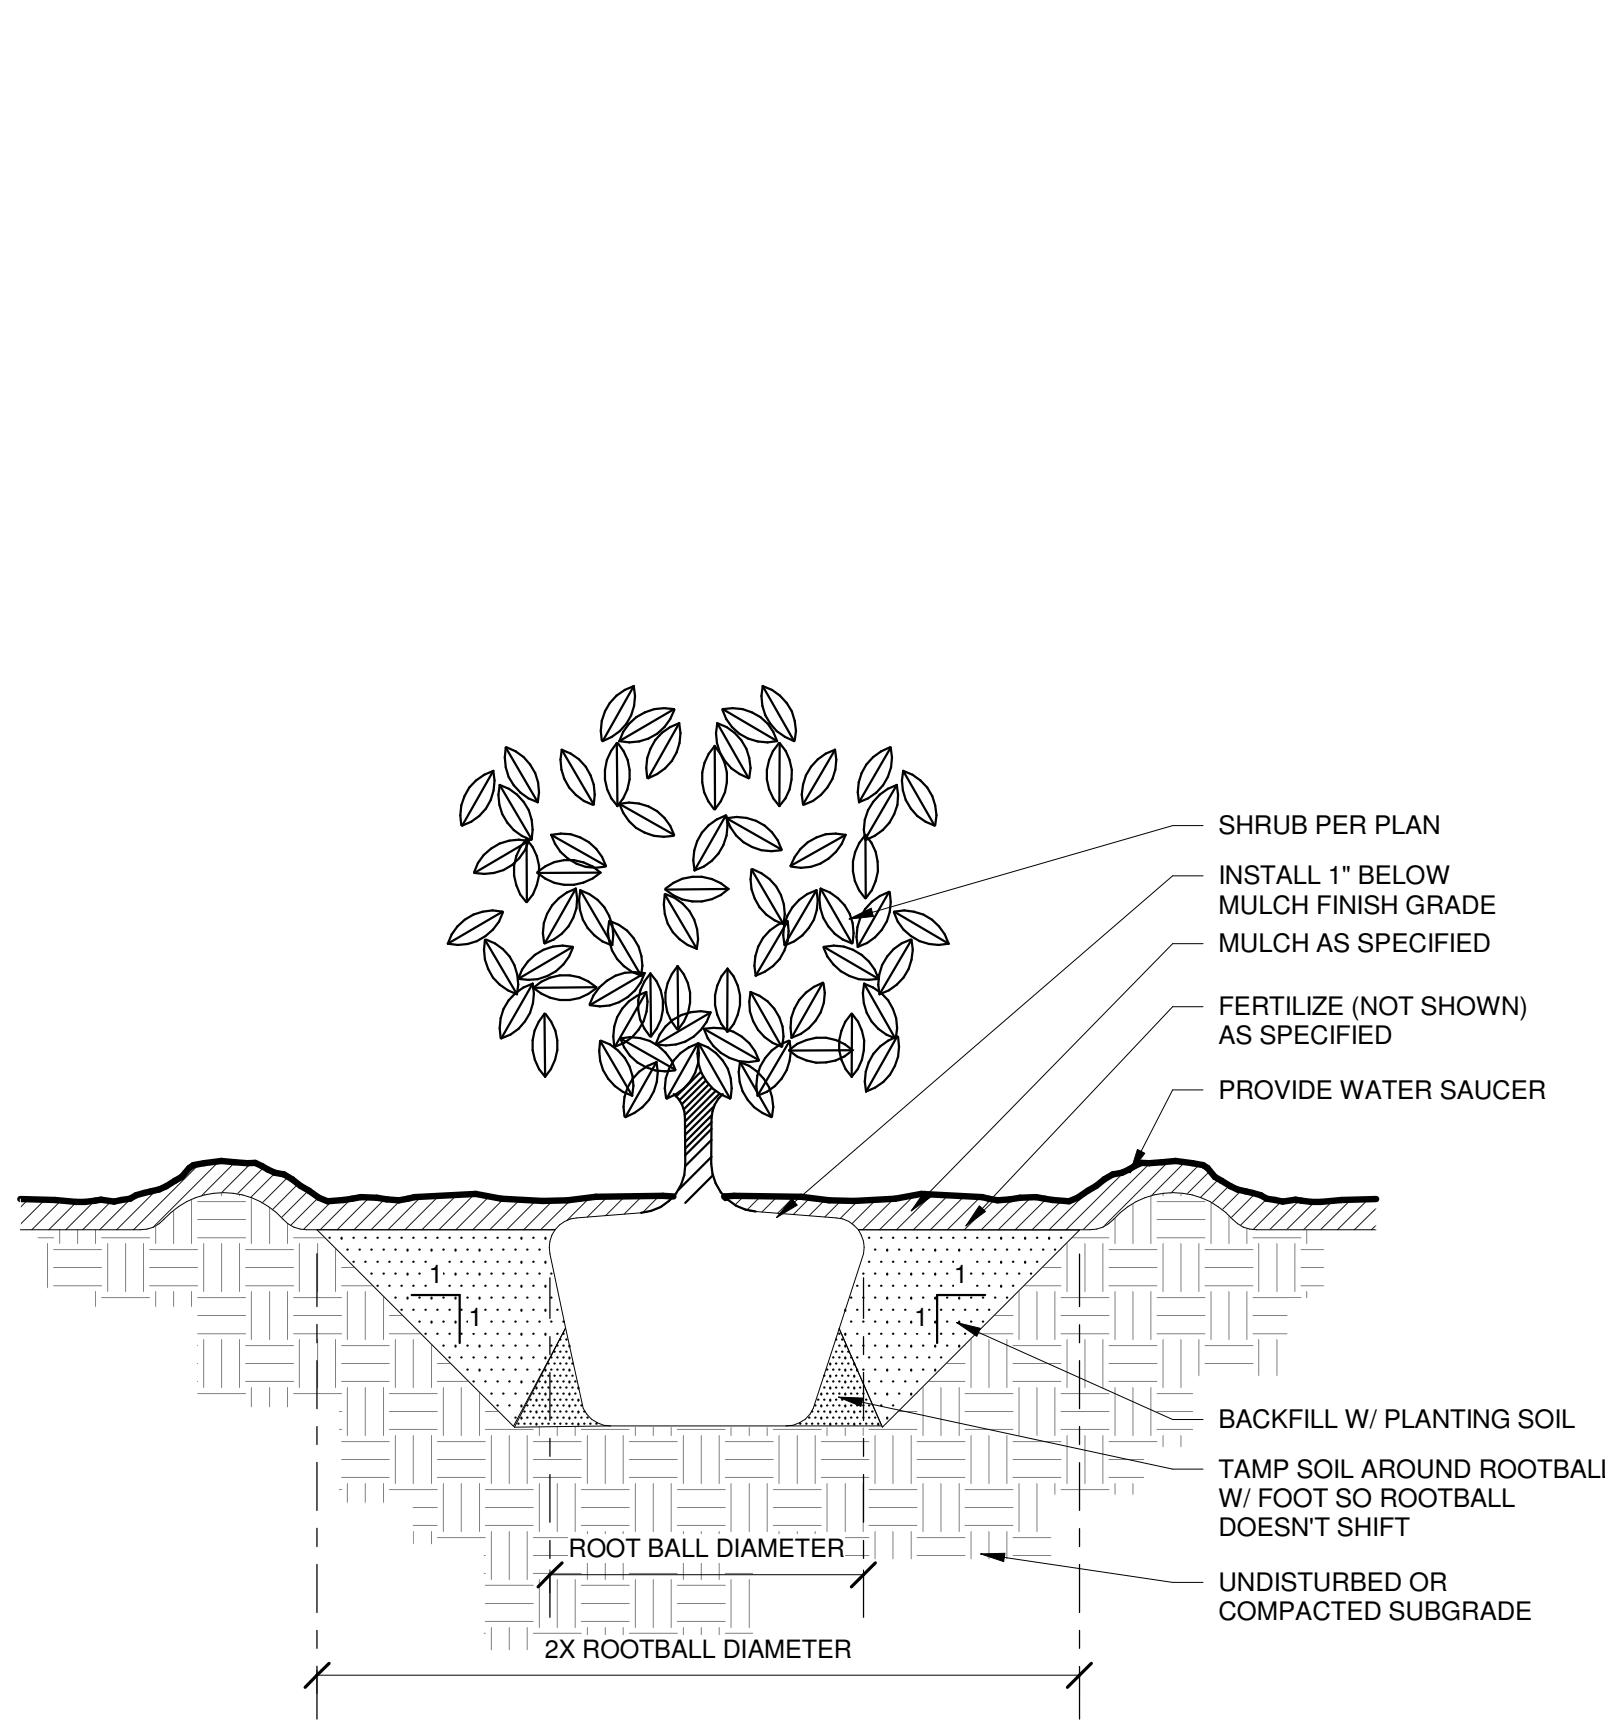 SHRUB PER PLAN
INSTALL 1" BELOW
MULCH FINISH GRADE
MULCH AS SPECIFIED
FERTILIZE (NOT SHOWN)
AS SPECIFIED
PROVIDE WATER SAUCER
1
1
1
1
BACKFILL W/ PLANTING SOIL
TAMP SOIL AROUND ROOTBALL
W/ FOOT SO ROOTBALL
DOESN'T SHIFT
ROOT BALL DIAMETER
UNDISTURBED OR
COMPACTED SUBGRADE
2X ROOTBALL DIAMETER